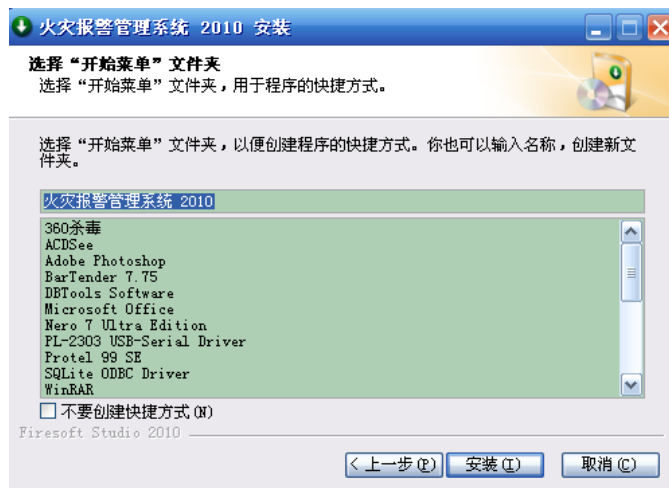 火灾报警管理系统 2010 安装
选择“开始菜单”文件夹
选择“开始菜单”文件夹，用于程序的快捷方式。
选择“开始菜单”文件夹，以便创建程序的快捷方式。你也可以输入名称，创建新文
件夹。
火灾报警管理系统 2010
360杀毒
ACDSee
Adobe Photoshop
BarTender 7.75
DBTools Software
Microsoft Office
Nero 7 Ultra Edition
PL-2303 USB-Serial Driver
Protel 99 SE
SQLite ODBC Driver
WinRAR
不要创建快捷方式(N)
Firesoft Studio 2010
< 上一步(P) 安装(I) 取消(C)